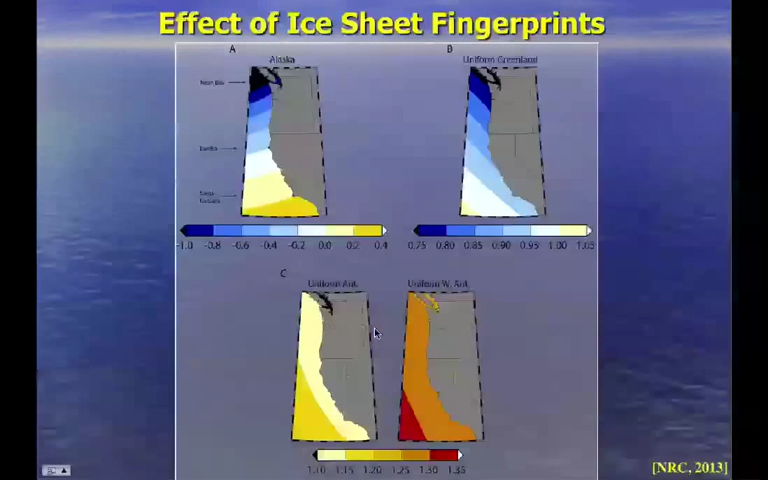 Effect of Ice Sheet Fingerprints
A
B
Alaska
Uniform Greenland
Neah Bay
Eureka
Santa
Barbara
-1.0 -0.8 -0.6 -0.4 -0.2 0.0 0.2 0.4
0.75 0.80 0.85 0.90 0.95 1.00 1.05
C
Uniform Ant.
Uniform W. Ant.
1.10 1.15 1.20 1.25 1.30 1.35
[NRC, 2013]